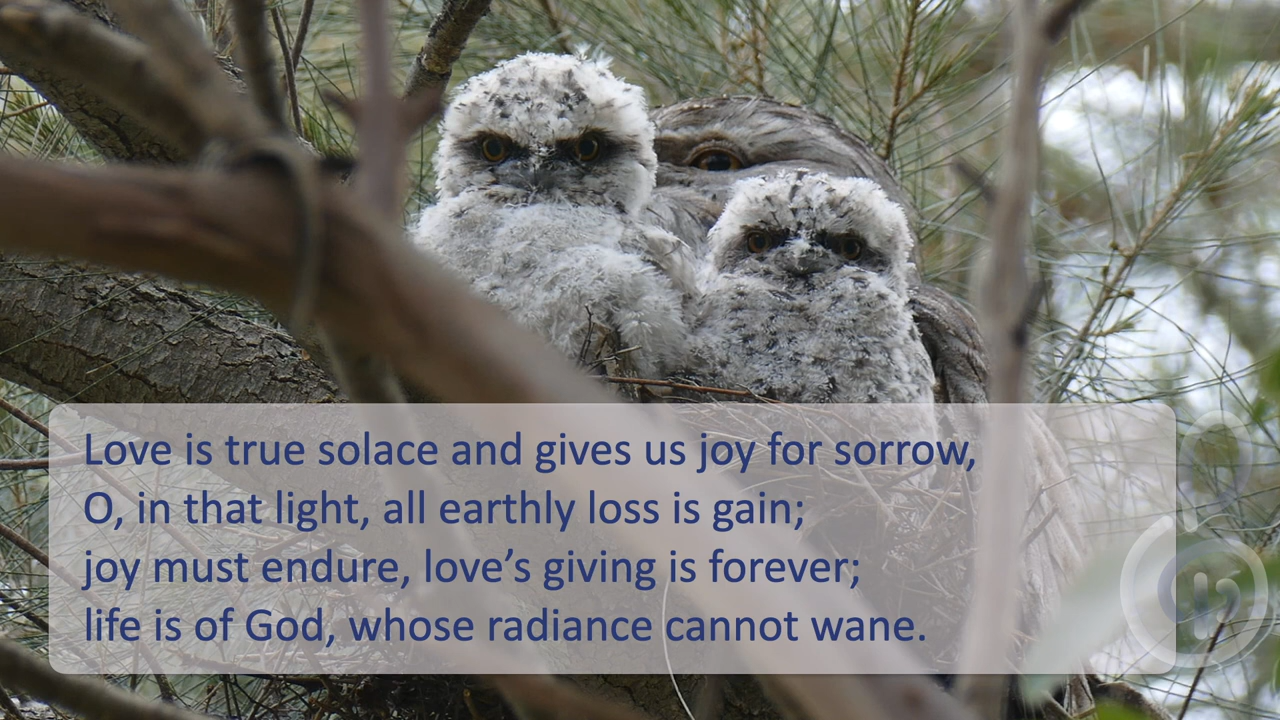 Love is true solace and gives us joy for sorrow,
O, in that light, all earthly loss is gain;
joy must endure, love’s giving is forever;
life is of God, whose radiance cannot wane.